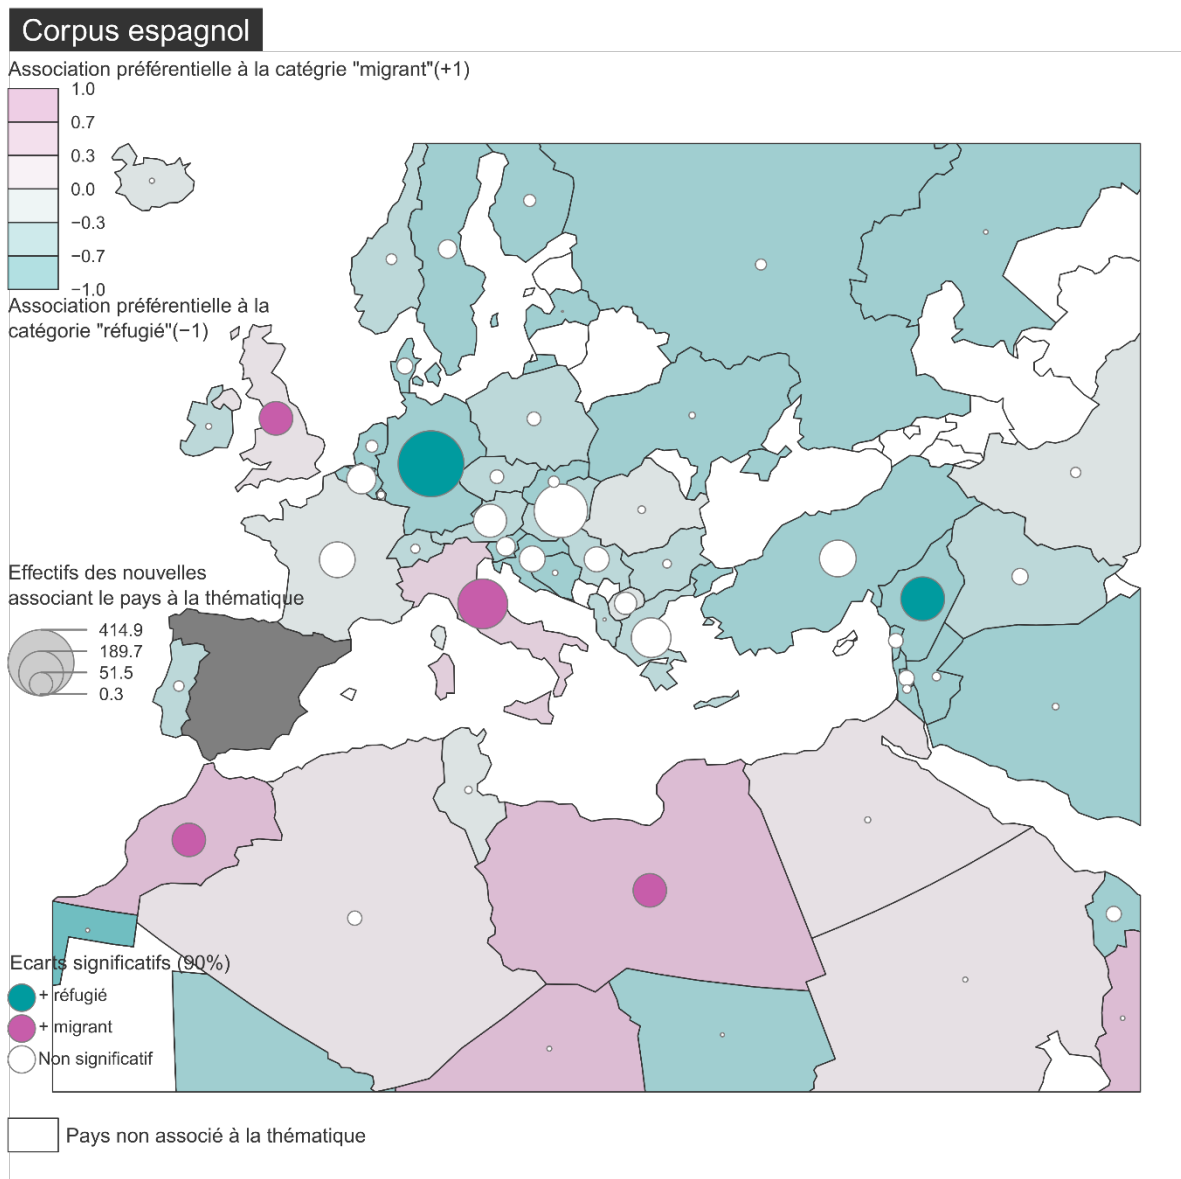 Corpus espagnol
Association préférentielle à la catégrie "migrant"(+1)
1.0
0.7
0.3
0.0
−0.3
−0.7
−1.0
Association préférentielle à la
catégorie "réfugié"(−1)
Effectifs des nouvelles
associant le pays à la thématique
414.9
189.7
51.5
0.3
Ecarts significatifs (90%)
+ réfugié
+ migrant
Non significatif
Pays non associé à la thématique